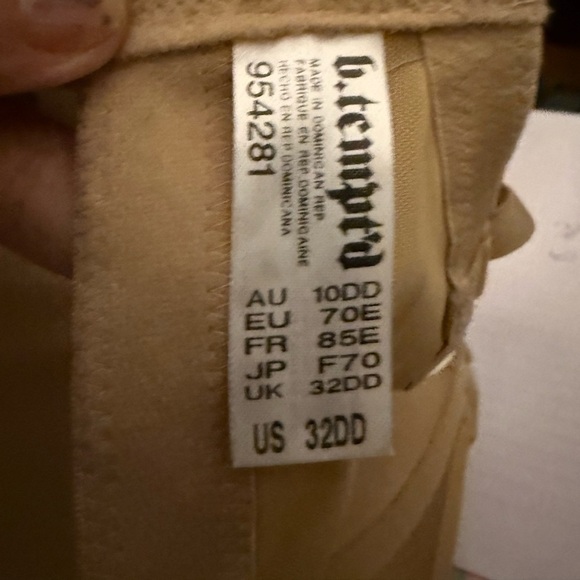 b.tempt'd
MADE IN DOMINICAN REP
FABRIQUE EN REP.DOMINICAINE
HECHO EN REP.DOMINICANA
954281
AU 10DD
EU 70E
FR 85E
JP F70
UK 32DD
US 32DD